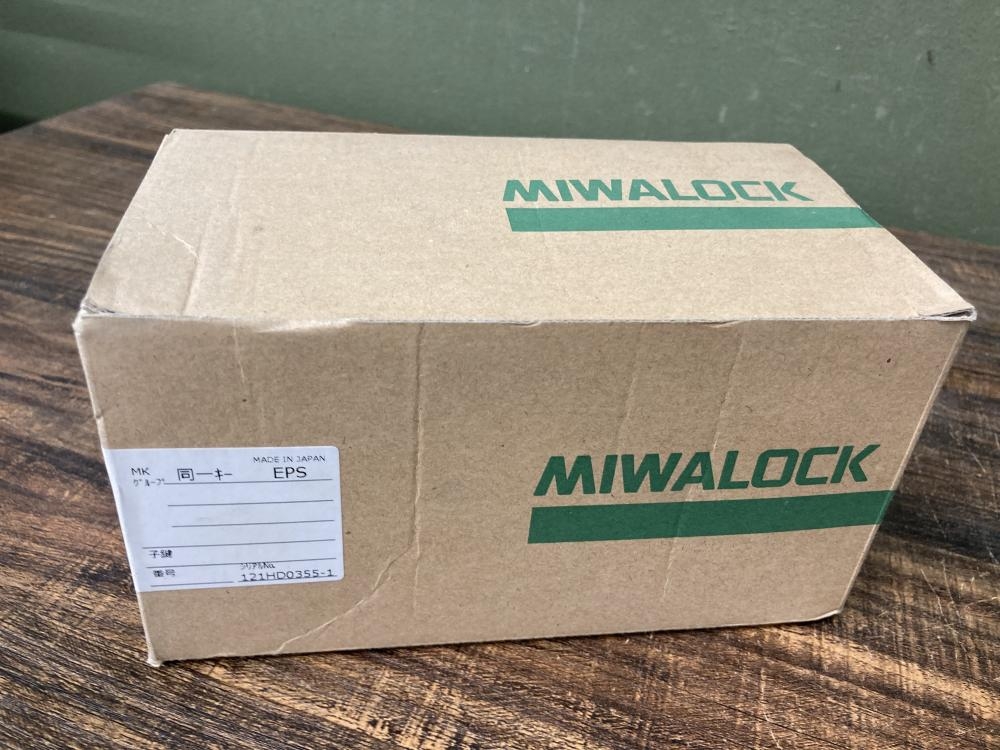 MIWALOCK
MIWALOCK
MADE IN JAPAN
MK
ｸﾞﾙｰﾌﾟ 同一ｷｰ EPS
子鍵
番号
ｼﾘｱﾙNo.
121HD0355-1